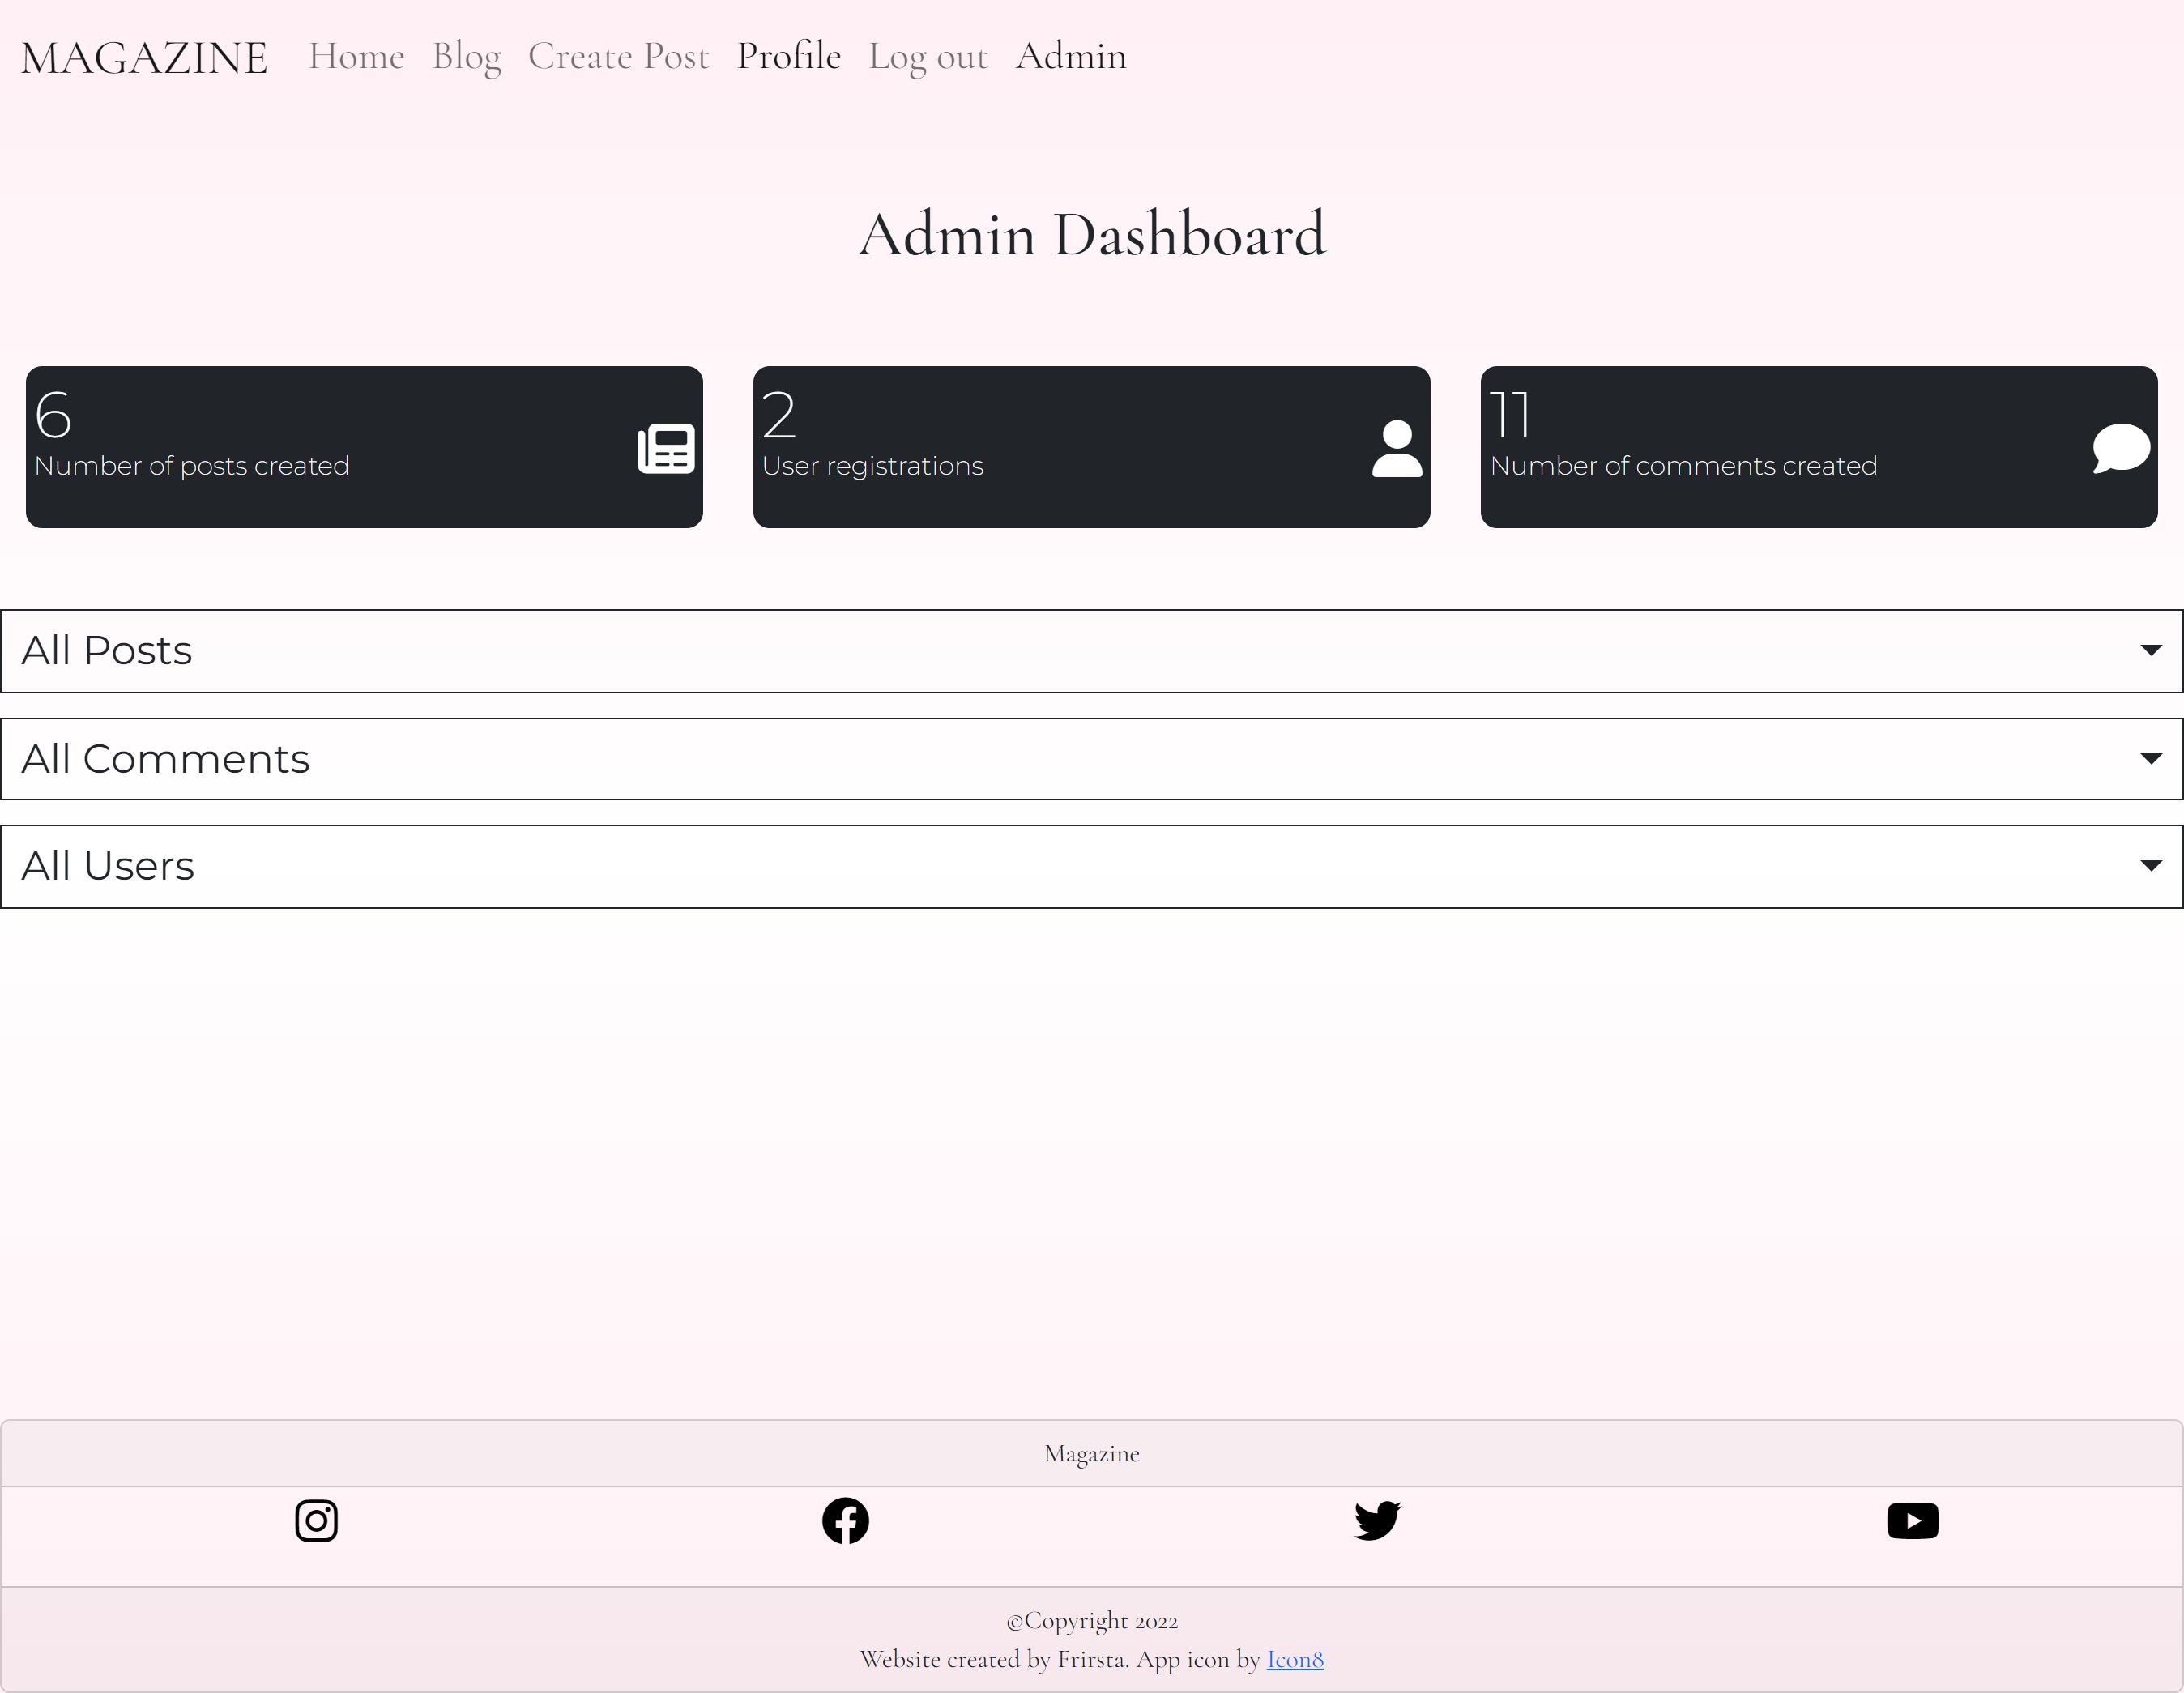 MAGAZINE Home Blog Create Post Profile Log out Admin
Admin Dashboard
6
Number of posts created
2
User registrations
11
Number of comments created
All Posts
All Comments
All Users
Magazine
©Copyright 2022
Website created by Frirsta. App icon by Icon8